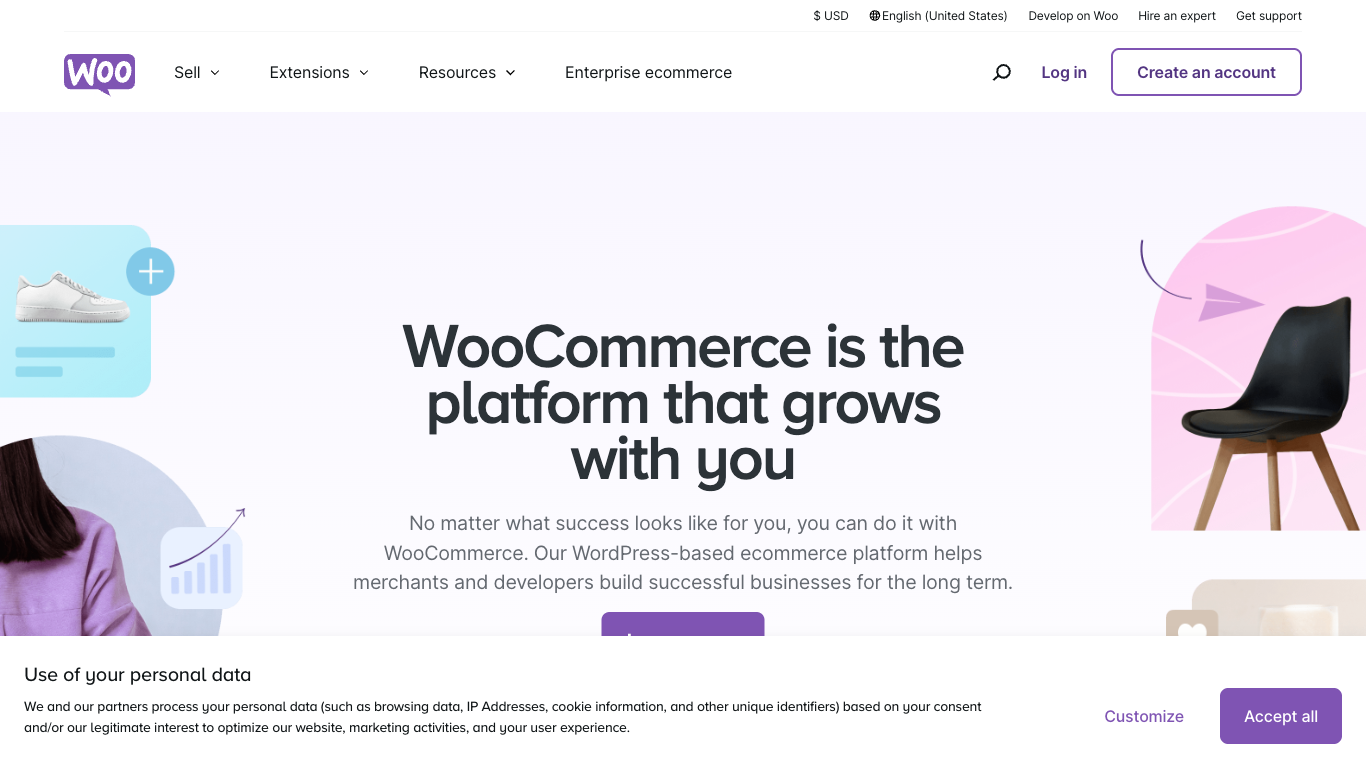 $ USD
English (United States)
Develop on Woo
Hire an expert
Get support
Woo
Sell
Extensions
Resources
Enterprise ecommerce
Log in
Create an account
WooCommerce is the
platform that grows
with you
No matter what success looks like for you, you can do it with
WooCommerce. Our WordPress-based ecommerce platform helps
merchants and developers build successful businesses for the long term.
Use of your personal data
We and our partners process your personal data (such as browsing data, IP Addresses, cookie information, and other unique identifiers) based on your consent
and/or our legitimate interest to optimize our website, marketing activities, and your user experience.
Customize
Accept all